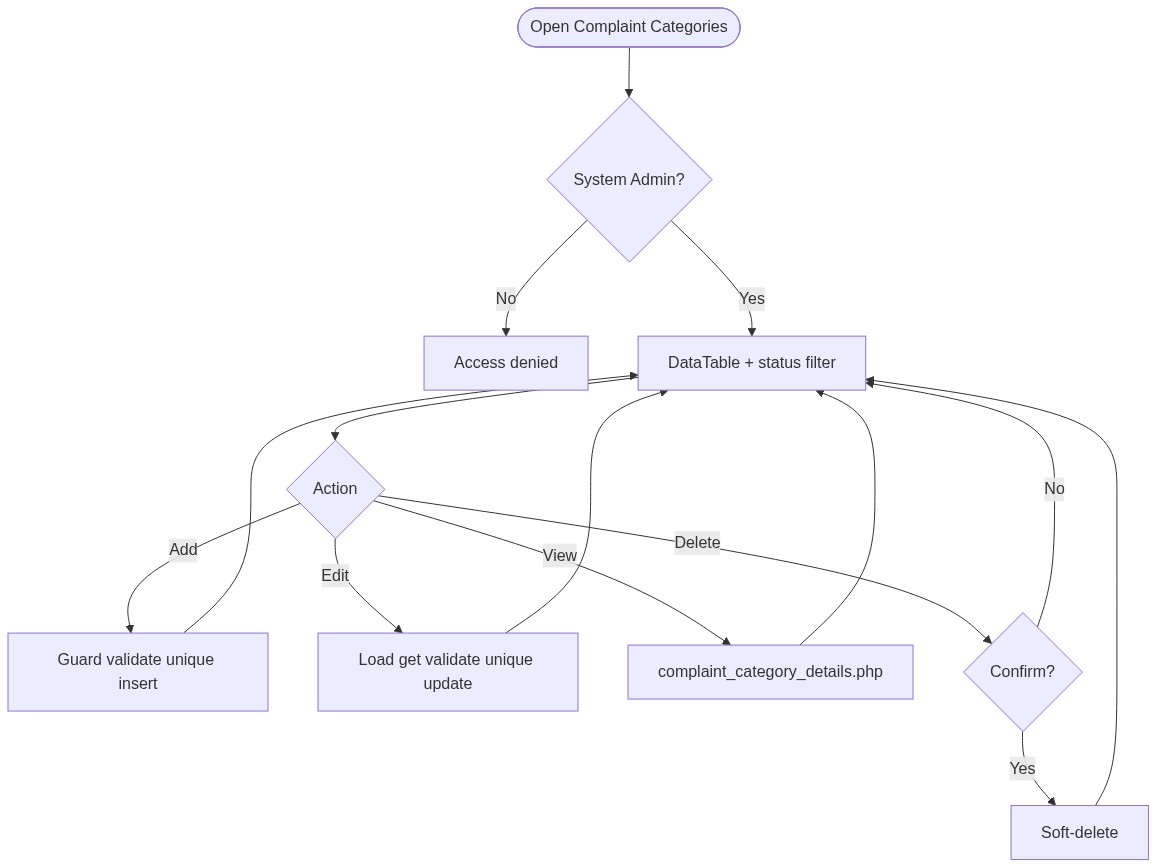 Open Complaint Categories
System Admin?
No
Yes
Access denied
DataTable + status filter
Action
No
Delete
Add
View
Edit
Guard validate unique
insert
Load get validate unique
update
complaint_category_details.php
Confirm?
Yes
Soft-delete